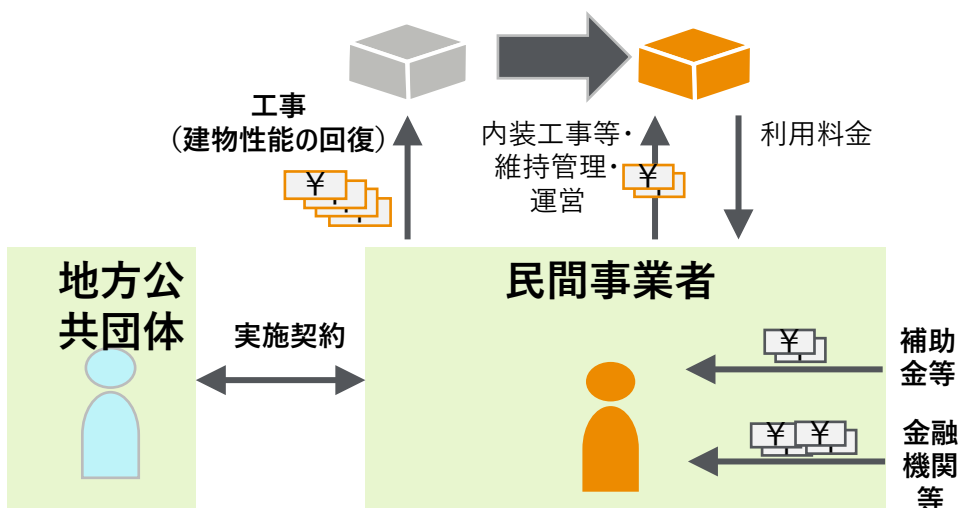 工事
（建物性能の回復）
¥
内装工事等・
維持管理・
運営
¥
利用料金
地方公
共団体
実施契約
民間事業者
¥
補助
金等
¥ ¥
金融
機関
等